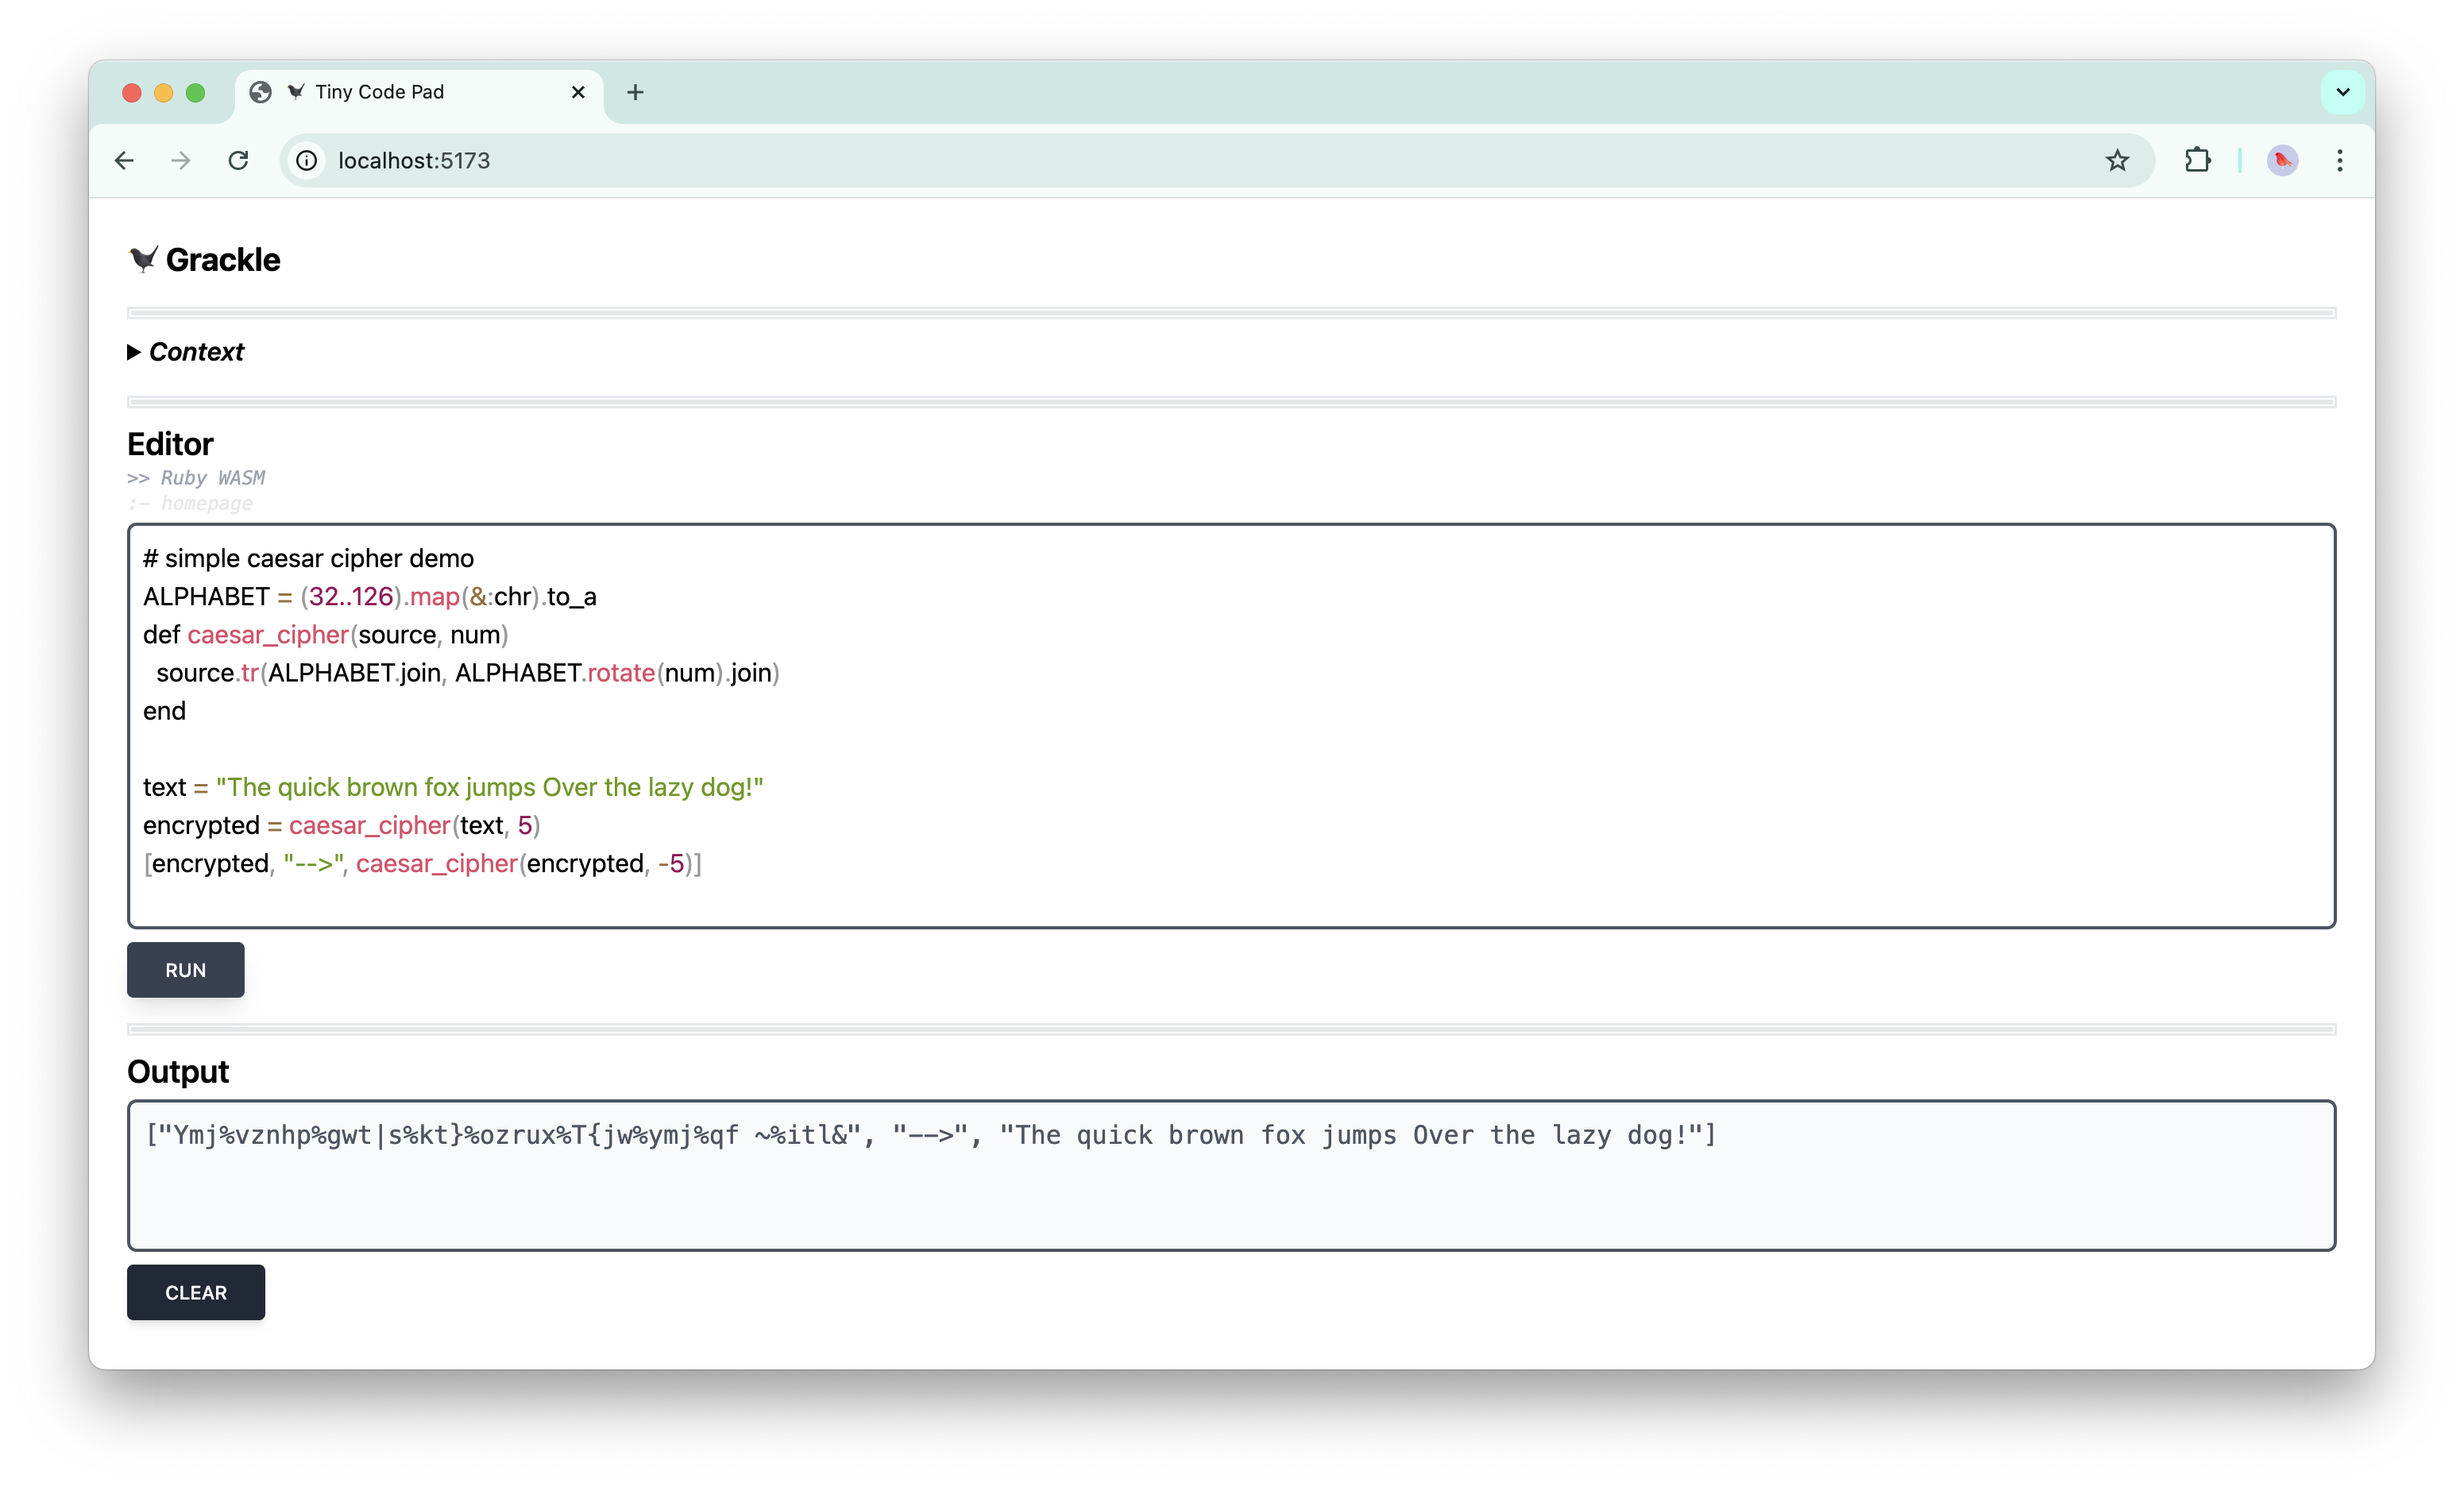 Tiny Code Pad
localhost:5173
Grackle
Context
Editor
>> Ruby WASM
:- homepage
# simple caesar cipher demo
ALPHABET = (32..126).map(&:chr).to_a
def caesar_cipher(source, num)
  source.tr(ALPHABET.join, ALPHABET.rotate(num).join)
end
text = "The quick brown fox jumps Over the lazy dog!"
encrypted = caesar_cipher(text, 5)
[encrypted, "-->", caesar_cipher(encrypted, -5)]
RUN
Output
["Ymj%vznhp%gwt|s%kt}%ozrux%T{jw%ymj%qf ~%itl&", "-->", "The quick brown fox jumps Over the lazy dog!"]
CLEAR